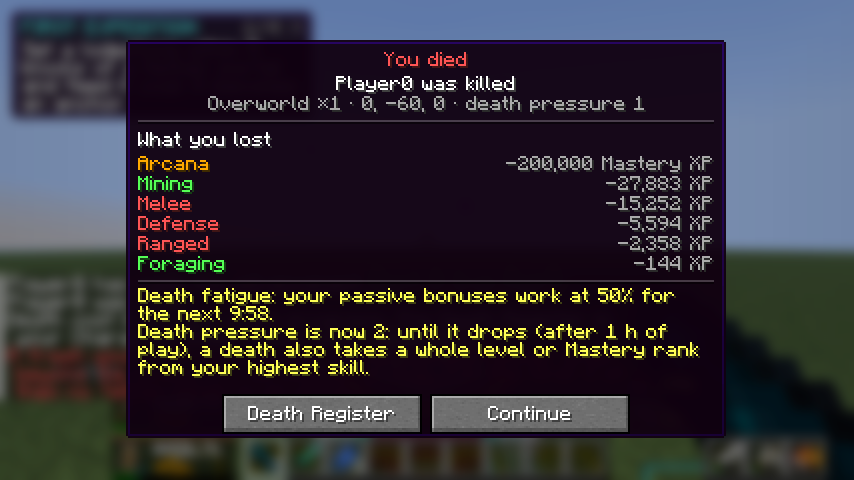 You died
Player0 was killed
Overworld ×1 · 0, -60, 0 · death pressure 1
What you lost
Arcana -200,000 Mastery XP
Mining -27,883 XP
Melee -15,252 XP
Defense -5,594 XP
Ranged -2,358 XP
Foraging -144 XP
Death fatigue: your passive bonuses work at 50% for
the next 9:58.
Death pressure is now 2: until it drops (after 1 h of
play), a death also takes a whole level or Mastery rank
from your highest skill.
Death Register Continue